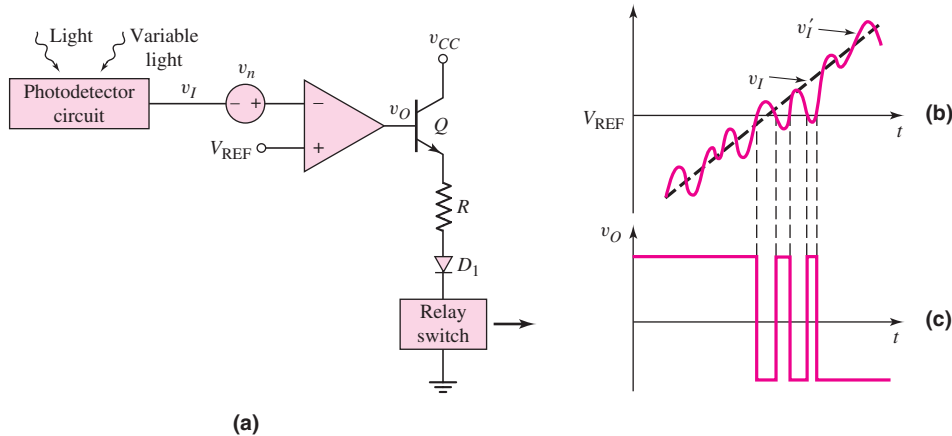 Light
Variable
light
Photodetector
circuit
v_I
v_n
− +
−
+
V_REF
v_O
v_CC
Q
R
D_1
Relay
switch
(a)
v_I′
v_I
V_REF
t
(b)
v_O
t
(c)